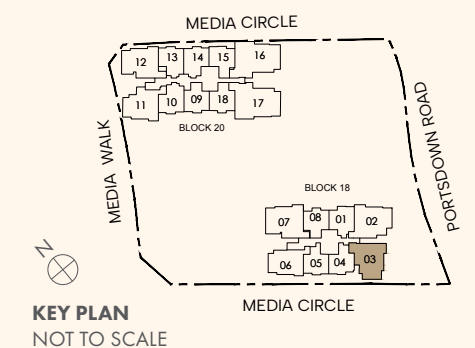 MEDIA CIRCLE
12 13 14 15 16
11 10 09 18 17
BLOCK 20
MEDIA WALK
PORTSDOWN ROAD
BLOCK 18
07 08 01 02
06 05 04 03
N
MEDIA CIRCLE
KEY PLAN
NOT TO SCALE